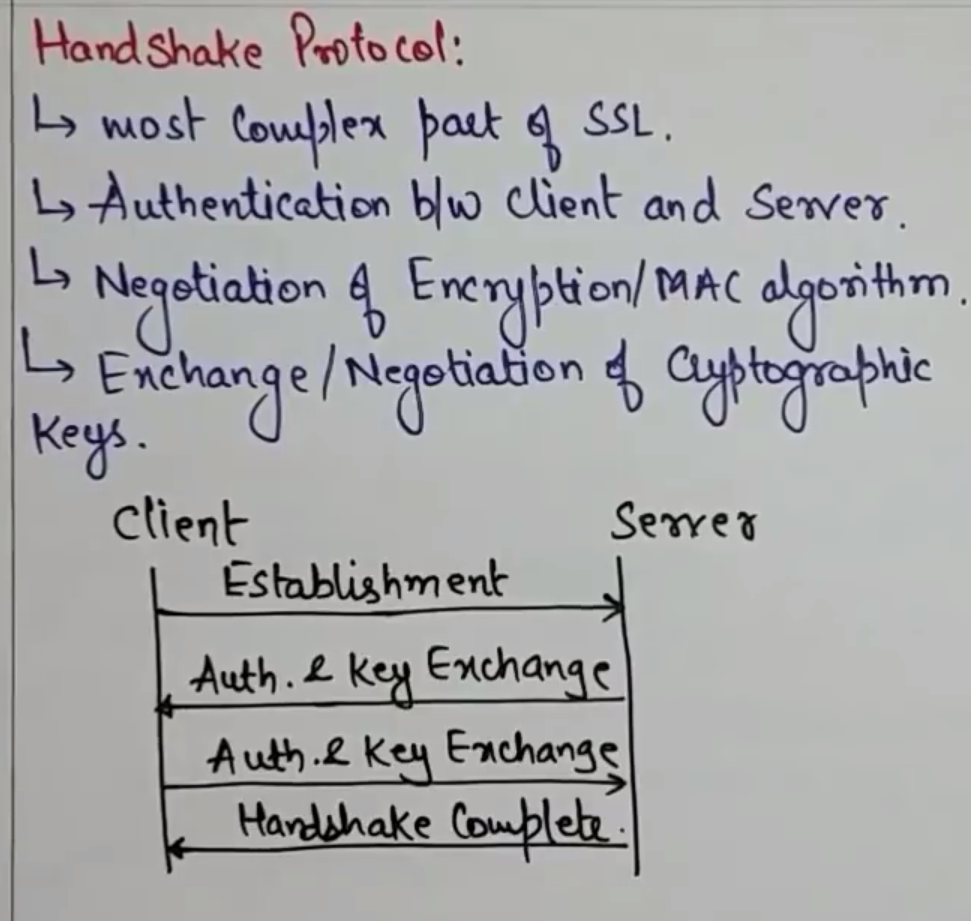 Handshake Protocol:
↳ most Complex part of SSL.
↳ Authentication b/w Client and Server.
↳ Negotiation of Encryption/MAC algorithm.
↳ Exchange/Negotiation of Cryptographic
Keys.
Client Server
Establishment
Auth. & Key Exchange
Auth. & Key Exchange
Handshake Complete.